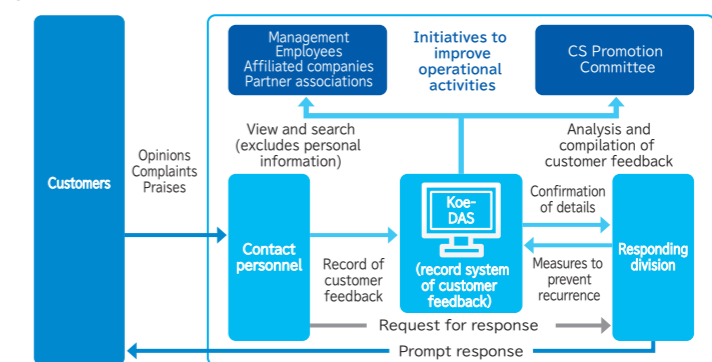 Management
Employees
Affiliated companies
Partner associations
Initiatives to
improve
operational
activities
CS Promotion
Committee
View and search
(excludes personal
information)
Analysis and
compilation of
customer feedback
Opinions
Complaints
Praises
Customers
Contact
personnel
Record of
customer
feedback
Koe-
DAS
(record system
of customer
feedback)
Confirmation
of details
Measures to
prevent
recurrence
Responding
division
Request for response
Prompt response